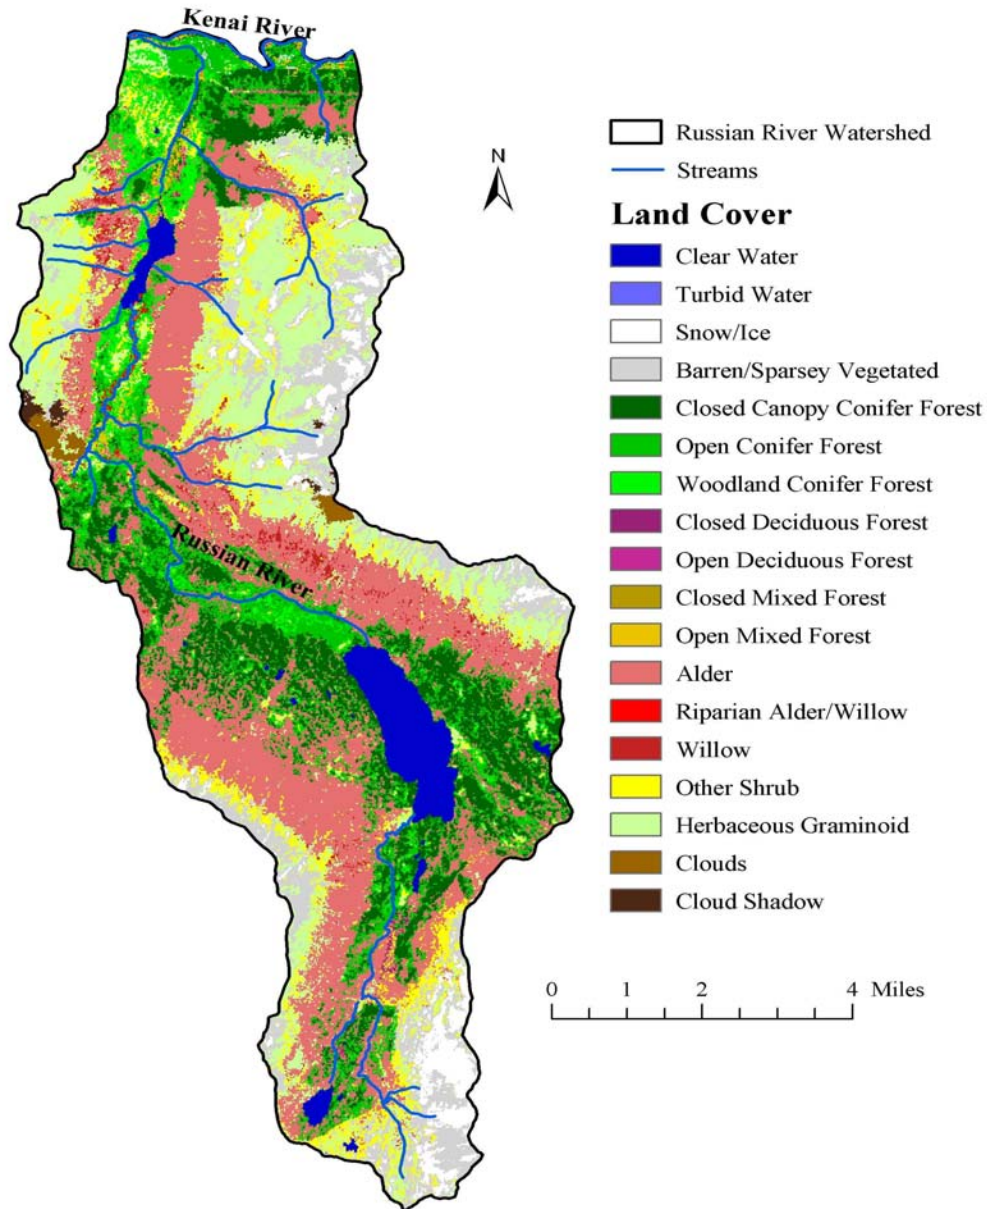 Kenai River
Russian River Watershed
Streams
N
Land Cover
Clear Water
Turbid Water
Snow/Ice
Barren/Sparsey Vegetated
Closed Canopy Conifer Forest
Open Conifer Forest
Woodland Conifer Forest
Closed Deciduous Forest
Open Deciduous Forest
Closed Mixed Forest
Open Mixed Forest
Alder
Riparian Alder/Willow
Willow
Other Shrub
Herbaceous Graminoid
Clouds
Cloud Shadow
Russian River
0 1 2 4 Miles